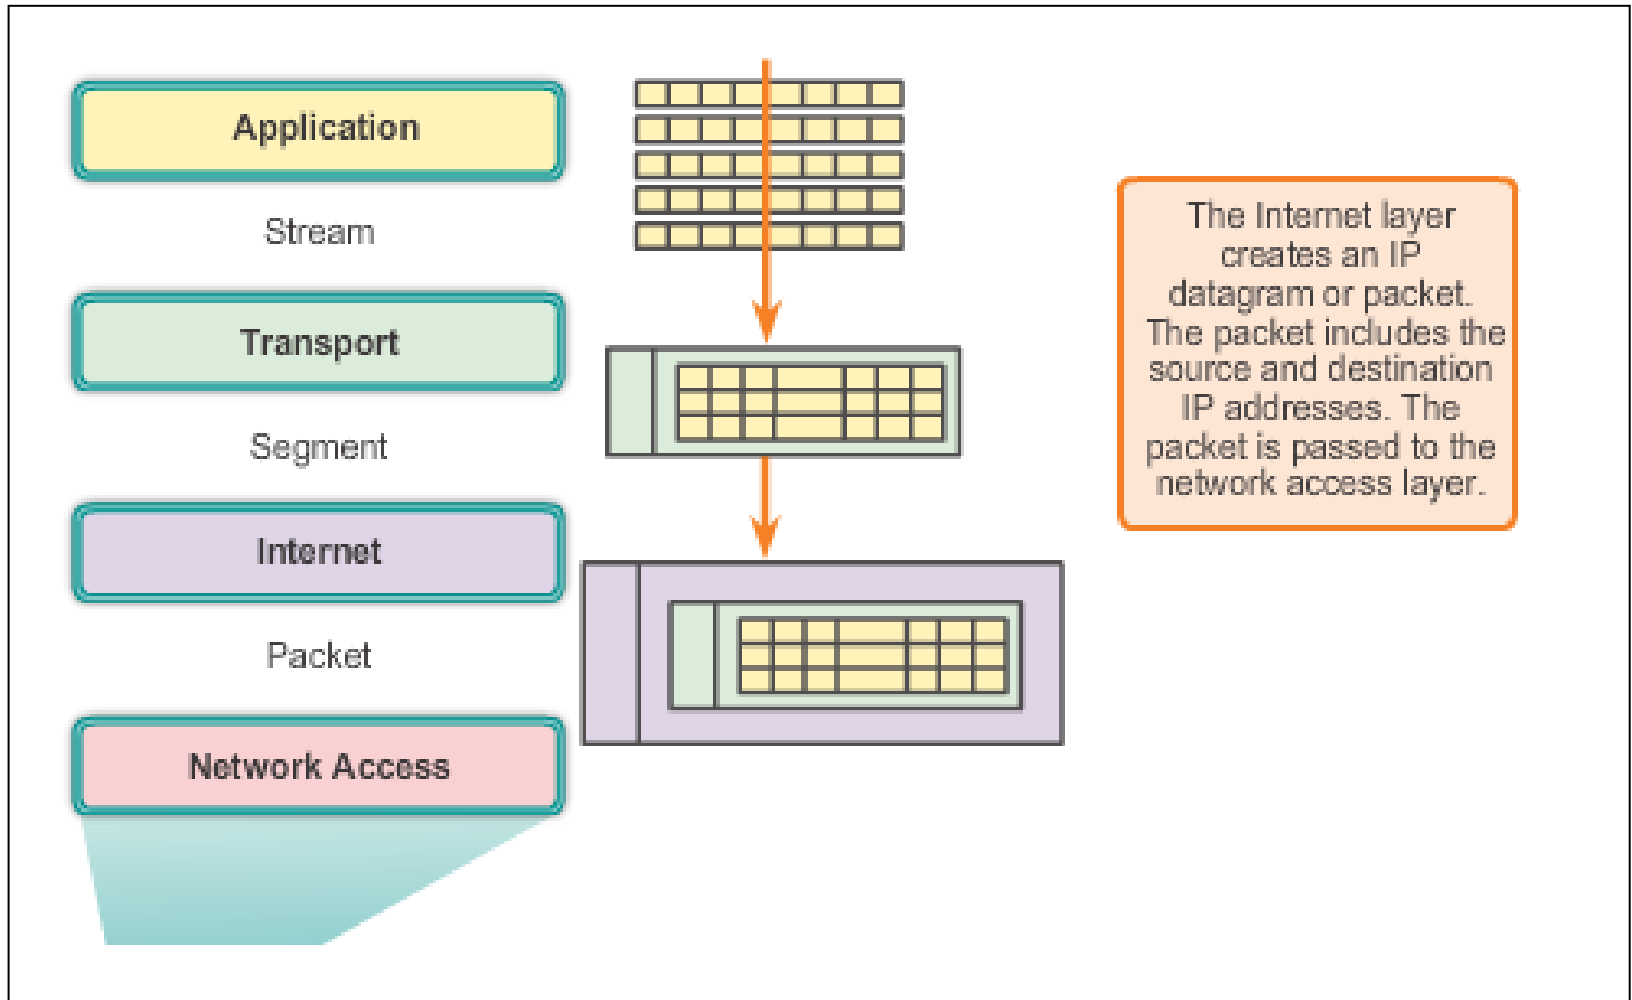 Application
Stream
Transport
Segment
Internet
Packet
Network Access
The Internet layer
creates an IP
datagram or packet.
The packet includes the
source and destination
IP addresses. The
packet is passed to the
network access layer.